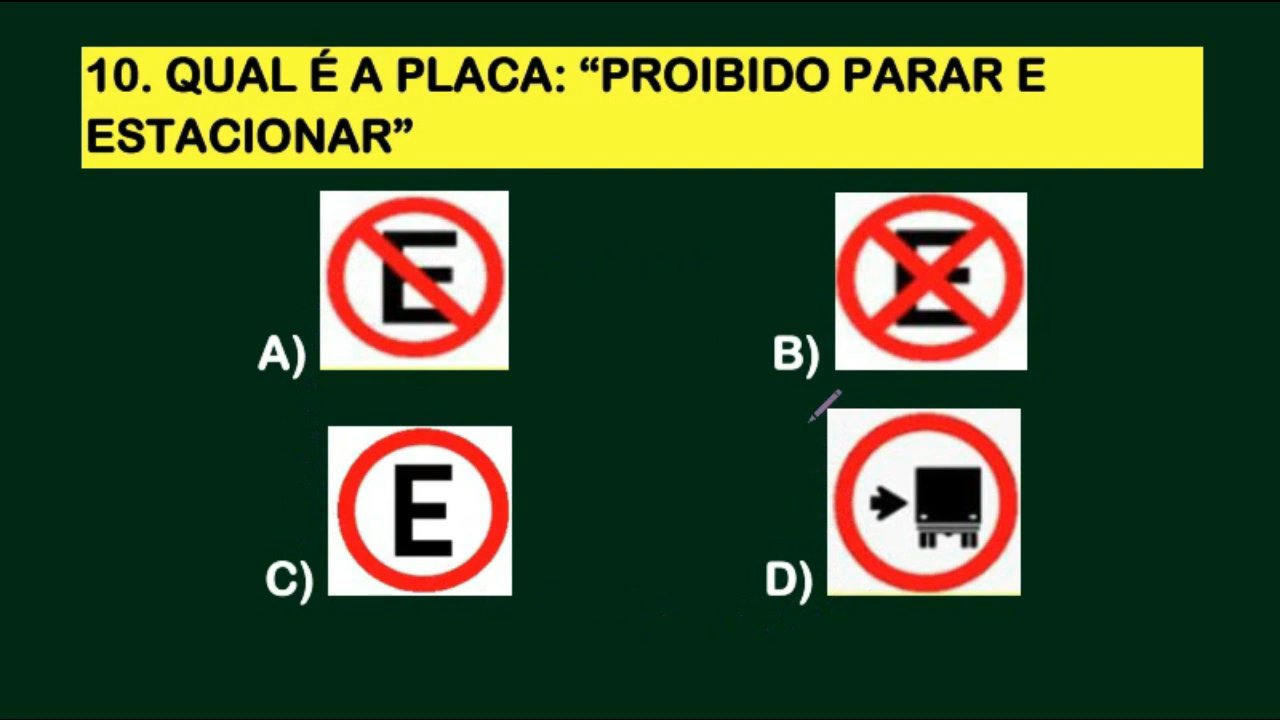 10. QUAL É A PLACA: “PROIBIDO PARAR E
ESTACIONAR”
A) E
B) E
C) E
D)